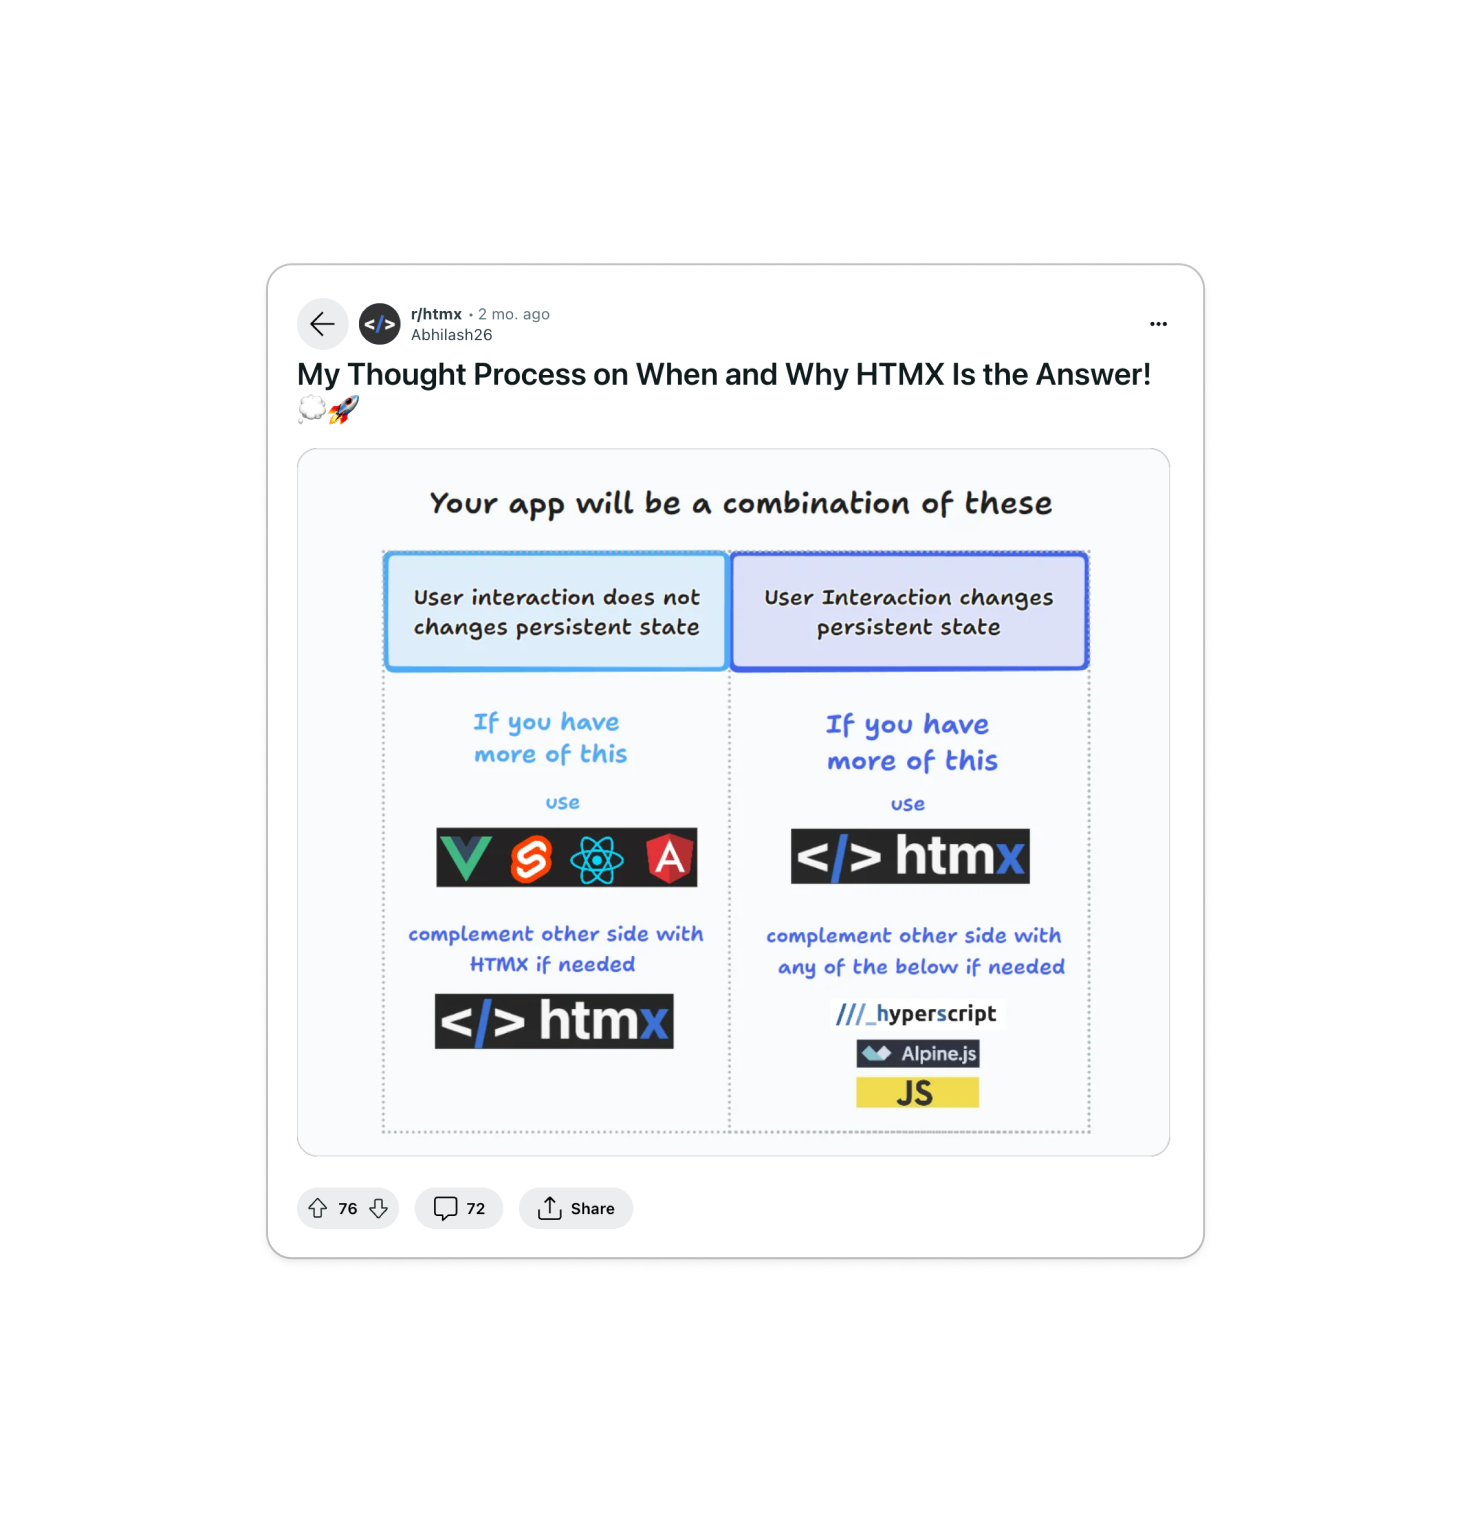 r/htmx • 2 mo. ago
Abhilash26
My Thought Process on When and Why HTMX Is the Answer!
💭🚀
Your app will be a combination of these
User interaction does not
changes persistent state
User Interaction changes
persistent state
If you have
more of this
use
A
complement other side with
HTMX if needed
</> htmx
If you have
more of this
use
</> htmx
complement other side with
any of the below if needed
///_hyperscript
Alpine.js
JS
76
72
Share